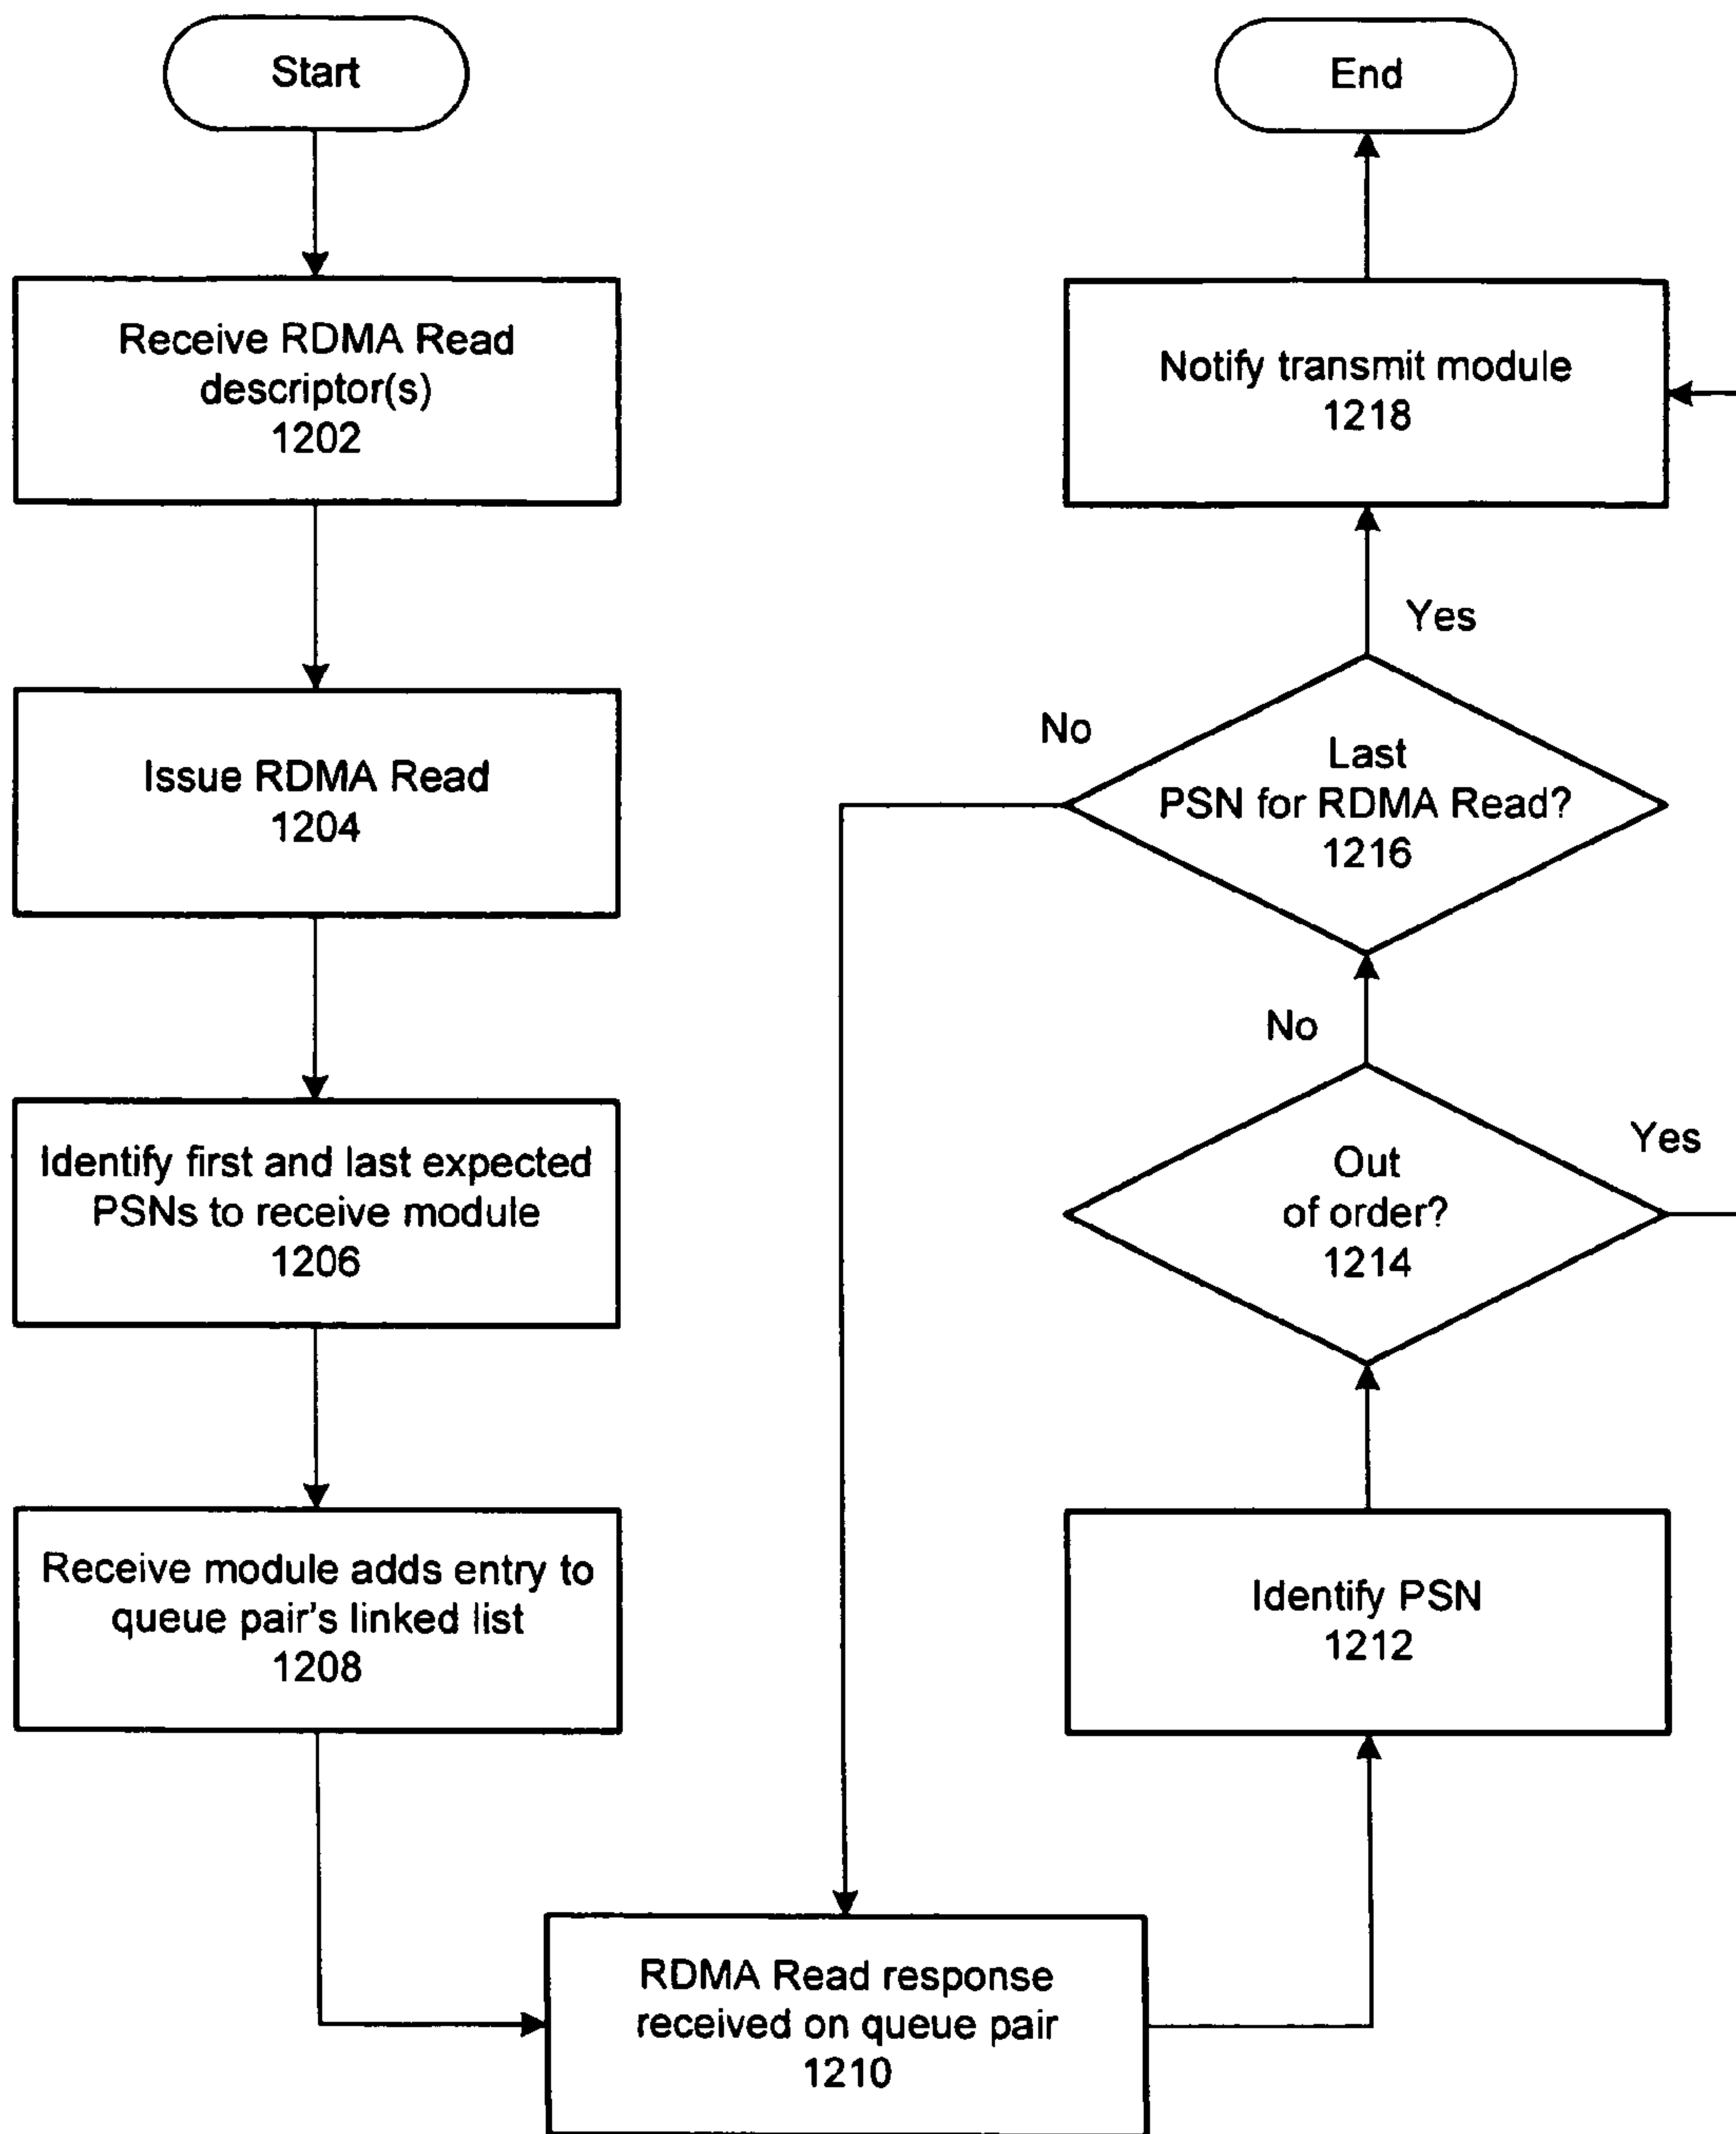 Start
Receive RDMA Read
descriptor(s)
1202
Issue RDMA Read
1204
Identify first and last expected
PSNs to receive module
1206
Receive module adds entry to
queue pair's linked list
1208
RDMA Read response
received on queue pair
1210
Identify PSN
1212
Out
of order?
1214
Yes
No
Last
PSN for RDMA Read?
1216
No
Yes
Notify transmit module
1218
End